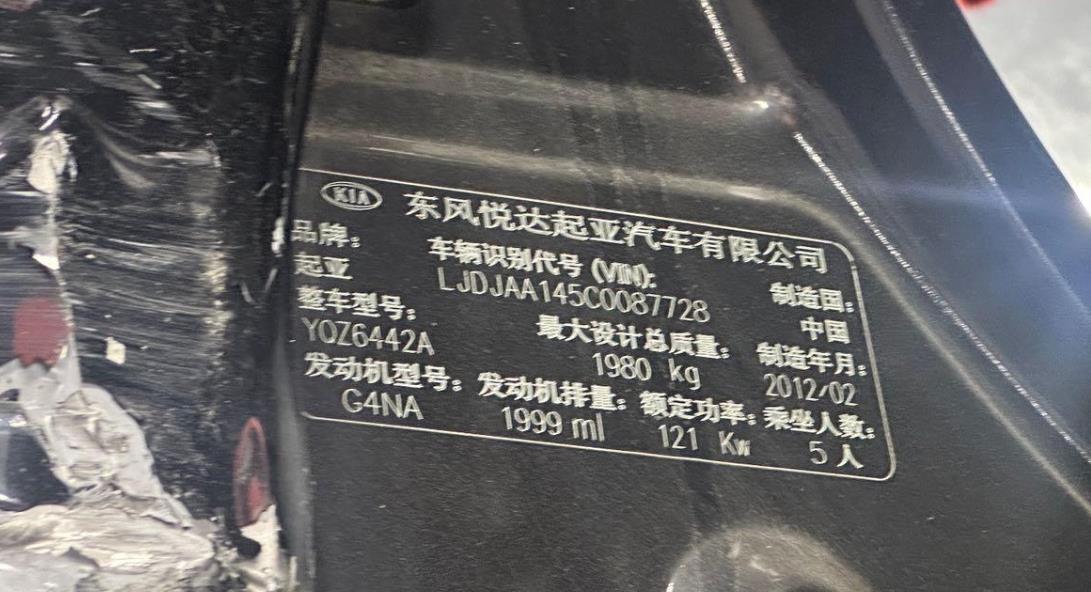 KIA 东风悦达起亚汽车有限公司
品牌: 车辆识别代号 (VIN): 制造国:
起亚 LJDJAA145C0087728 中国
整车型号: 最大设计总质量: 制造年月:
YQZ6442A 1980 kg 2012/02
发动机型号: 发动机排量: 额定功率: 乘坐人数:
G4NA 1999 ml 121 Kw 5人